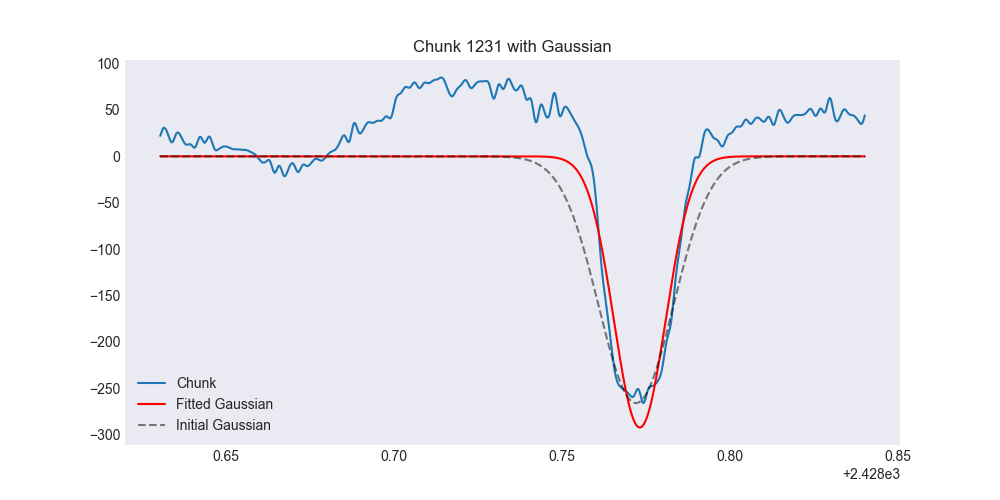 Chunk 1231 with Gaussian
100
50
0
−50
−100
−150
−200
−250
−300
Chunk
Fitted Gaussian
Initial Gaussian
0.65 0.70 0.75 0.80 0.85
+2.428e3